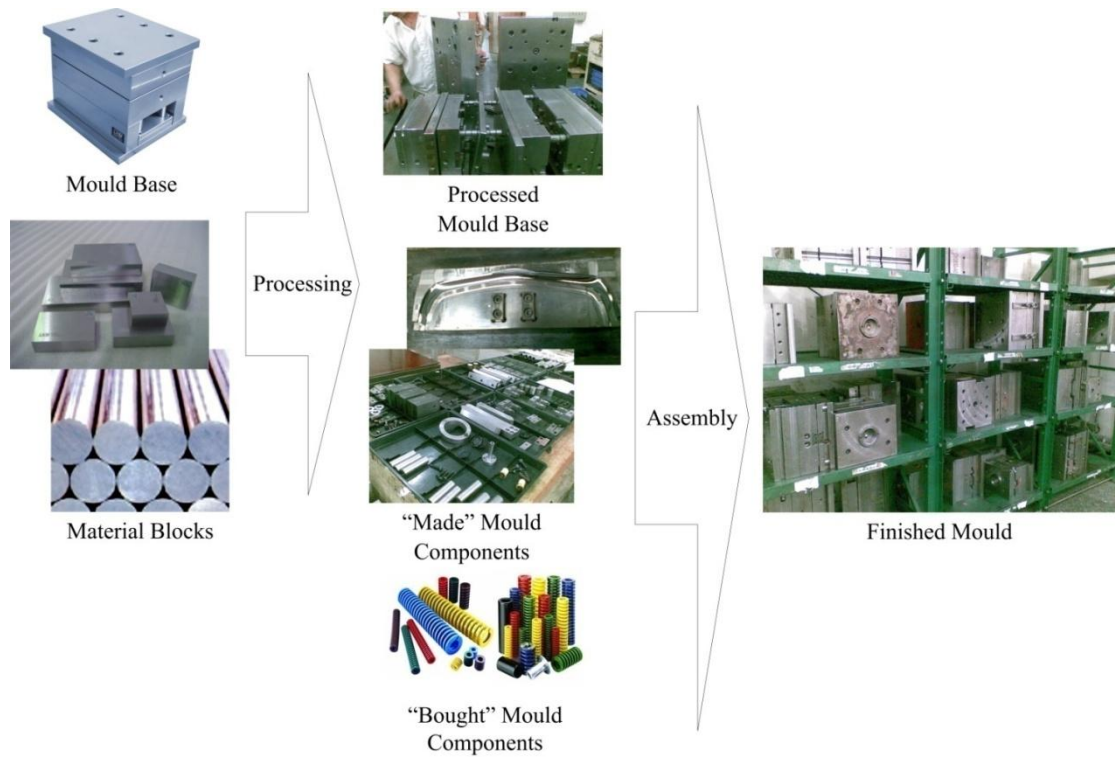 Mould Base
Material Blocks
Processing
Processed
Mould Base
“Made” Mould
Components
“Bought” Mould
Components
Assembly
Finished Mould